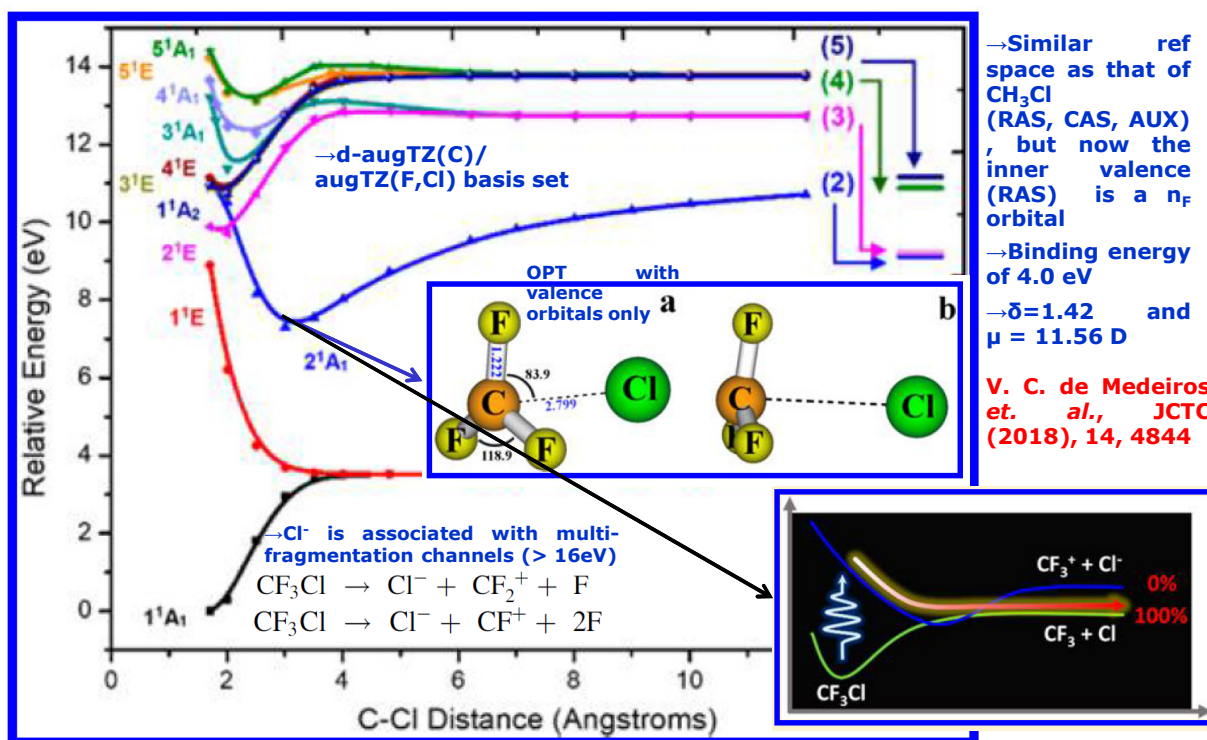 5¹A₁
5¹E
4¹A₁
3¹A₁
4¹E
3¹E
1¹A₂
2¹E
1¹E
2¹A₁
1¹A₁
(5)
(4)
(3)
(2)
→d-augTZ(C)/
augTZ(F,Cl) basis set
OPT with
valence
orbitals only
a
b
F
1.222
83.9
C
2.799
Cl
F
F
118.9
F
C
Cl
F
→Cl⁻ is associated with multi-
fragmentation channels (> 16eV)
CF₃Cl → Cl⁻ + CF₂⁺ + F
CF₃Cl → Cl⁻ + CF⁺ + 2F
Relative Energy (eV)
14
12
10
8
6
4
2
0
2
4
6
8
10
C-Cl Distance (Angstroms)
→Similar ref
space as that of
CH₃Cl
(RAS, CAS, AUX)
, but now the
inner valence
(RAS) is a n_F
orbital
→Binding energy
of 4.0 eV
→δ=1.42 and
μ = 11.56 D
V. C. de Medeiros
et. al., JCTC
(2018), 14, 4844
CF₃⁺ + Cl⁻
0%
100%
CF₃ + Cl
CF₃Cl